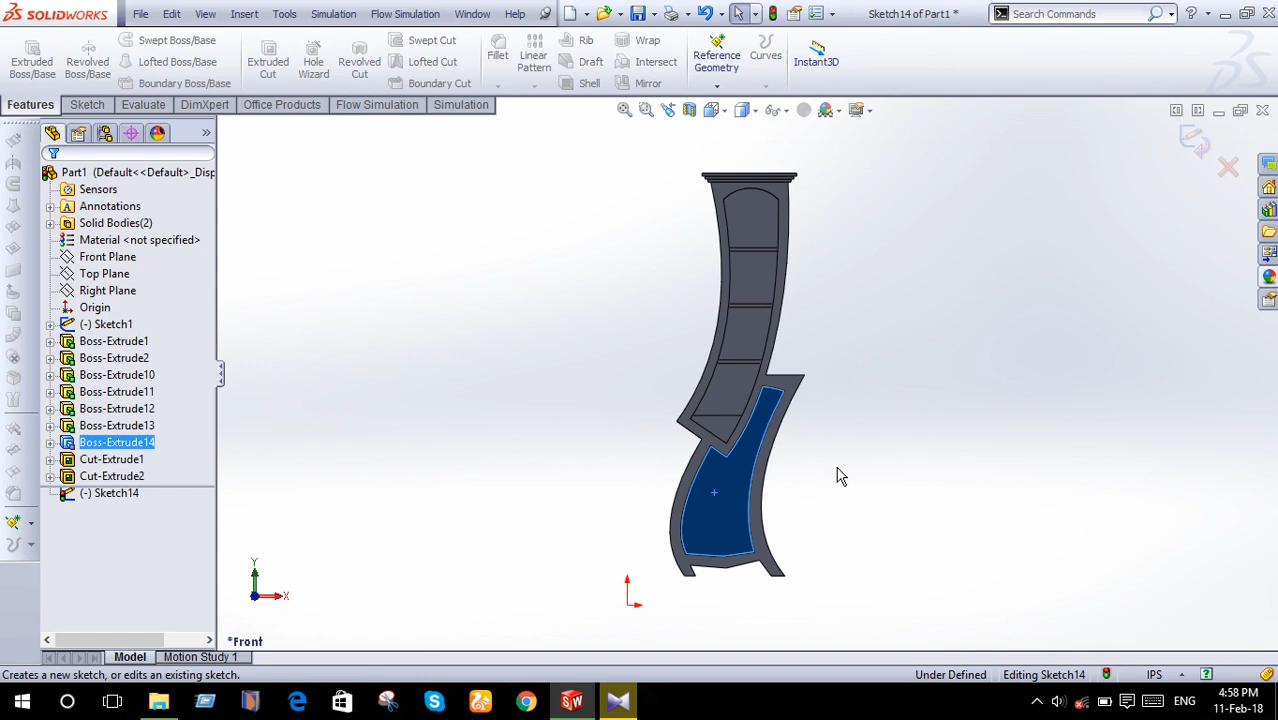 SOLIDWORKS File Edit View Insert Tools Simulation Flow Simulation Window Help Sketch14 of Part1 * Search Commands
Extruded Boss/Base
Revolved Boss/Base
Swept Boss/Base
Lofted Boss/Base
Boundary Boss/Base
Extruded Cut
Hole Wizard
Revolved Cut
Swept Cut
Lofted Cut
Boundary Cut
Fillet
Linear Pattern
Rib
Draft
Shell
Wrap
Intersect
Mirror
Reference Geometry
Curves
Instant3D
Features Sketch Evaluate DimXpert Office Products Flow Simulation Simulation
Part1 (Default<<Default>_Disp
Sensors
Annotations
Solid Bodies(2)
Material <not specified>
Front Plane
Top Plane
Right Plane
Origin
(-) Sketch1
Boss-Extrude1
Boss-Extrude2
Boss-Extrude10
Boss-Extrude11
Boss-Extrude12
Boss-Extrude13
Boss-Extrude14
Cut-Extrude1
Cut-Extrude2
(-) Sketch14
Y
X
*Front
Model Motion Study 1
Creates a new sketch, or edits an existing sketch. Under Defined Editing Sketch14 IPS
ENG
4:58 PM
11-Feb-18